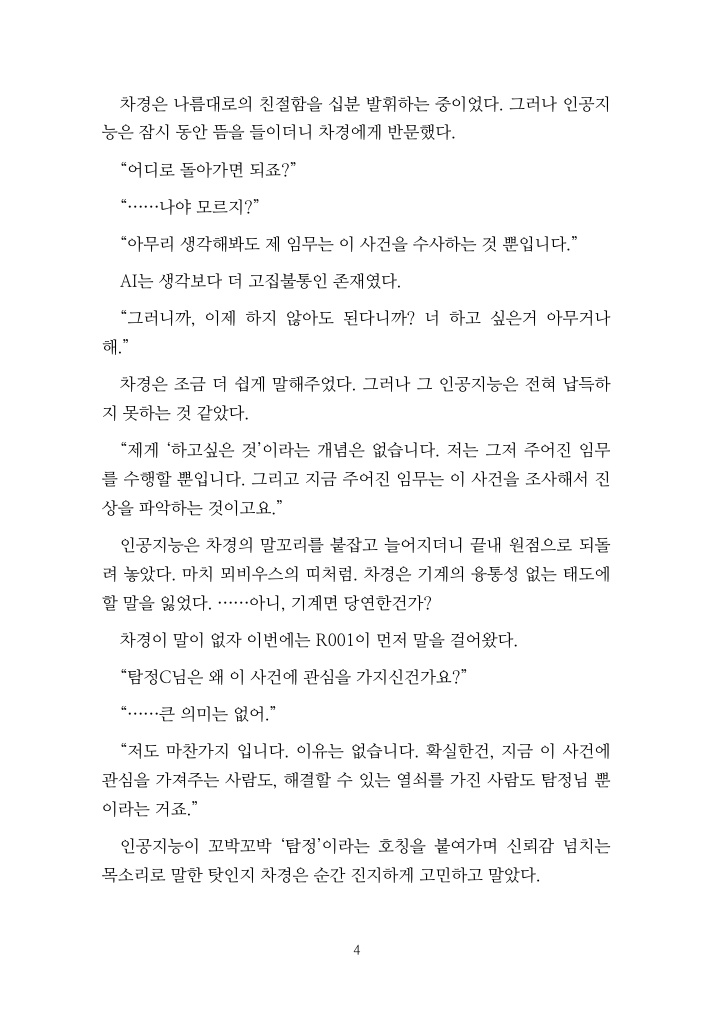 차경은 나름대로의 친절함을 십분 발휘하는 중이었다. 그러나 인공지
능은 잠시 동안 뜸을 들이더니 차경에게 반문했다.
“어디로 돌아가면 되죠?”
“……나야 모르지?”
“아무리 생각해봐도 제 임무는 이 사건을 수사하는 것 뿐입니다.”
AI는 생각보다 더 고집불통인 존재였다.
“그러니까, 이제 하지 않아도 된다니까? 너 하고 싶은거 아무거나
해.”
차경은 조금 더 쉽게 말해주었다. 그러나 그 인공지능은 전혀 납득하
지 못하는 것 같았다.
“제게 ‘하고싶은 것’이라는 개념은 없습니다. 저는 그저 주어진 임무
를 수행할 뿐입니다. 그리고 지금 주어진 임무는 이 사건을 조사해서 진
상을 파악하는 것이고요.”
인공지능은 차경의 말꼬리를 붙잡고 늘어지더니 끝내 원점으로 되돌
려 놓았다. 마치 뫼비우스의 띠처럼. 차경은 기계의 융통성 없는 태도에
할 말을 잃었다. ……아니, 기계면 당연한건가?
차경이 말이 없자 이번에는 R001이 먼저 말을 걸어왔다.
“탐정C님은 왜 이 사건에 관심을 가지신건가요?”
“……큰 의미는 없어.”
“저도 마찬가지 입니다. 이유는 없습니다. 확실한건, 지금 이 사건에
관심을 가져주는 사람도, 해결할 수 있는 열쇠를 가진 사람도 탐정님 뿐
이라는 거죠.”
인공지능이 꼬박꼬박 ‘탐정’이라는 호칭을 붙여가며 신뢰감 넘치는
목소리로 말한 탓인지 차경은 순간 진지하게 고민하고 말았다.
4